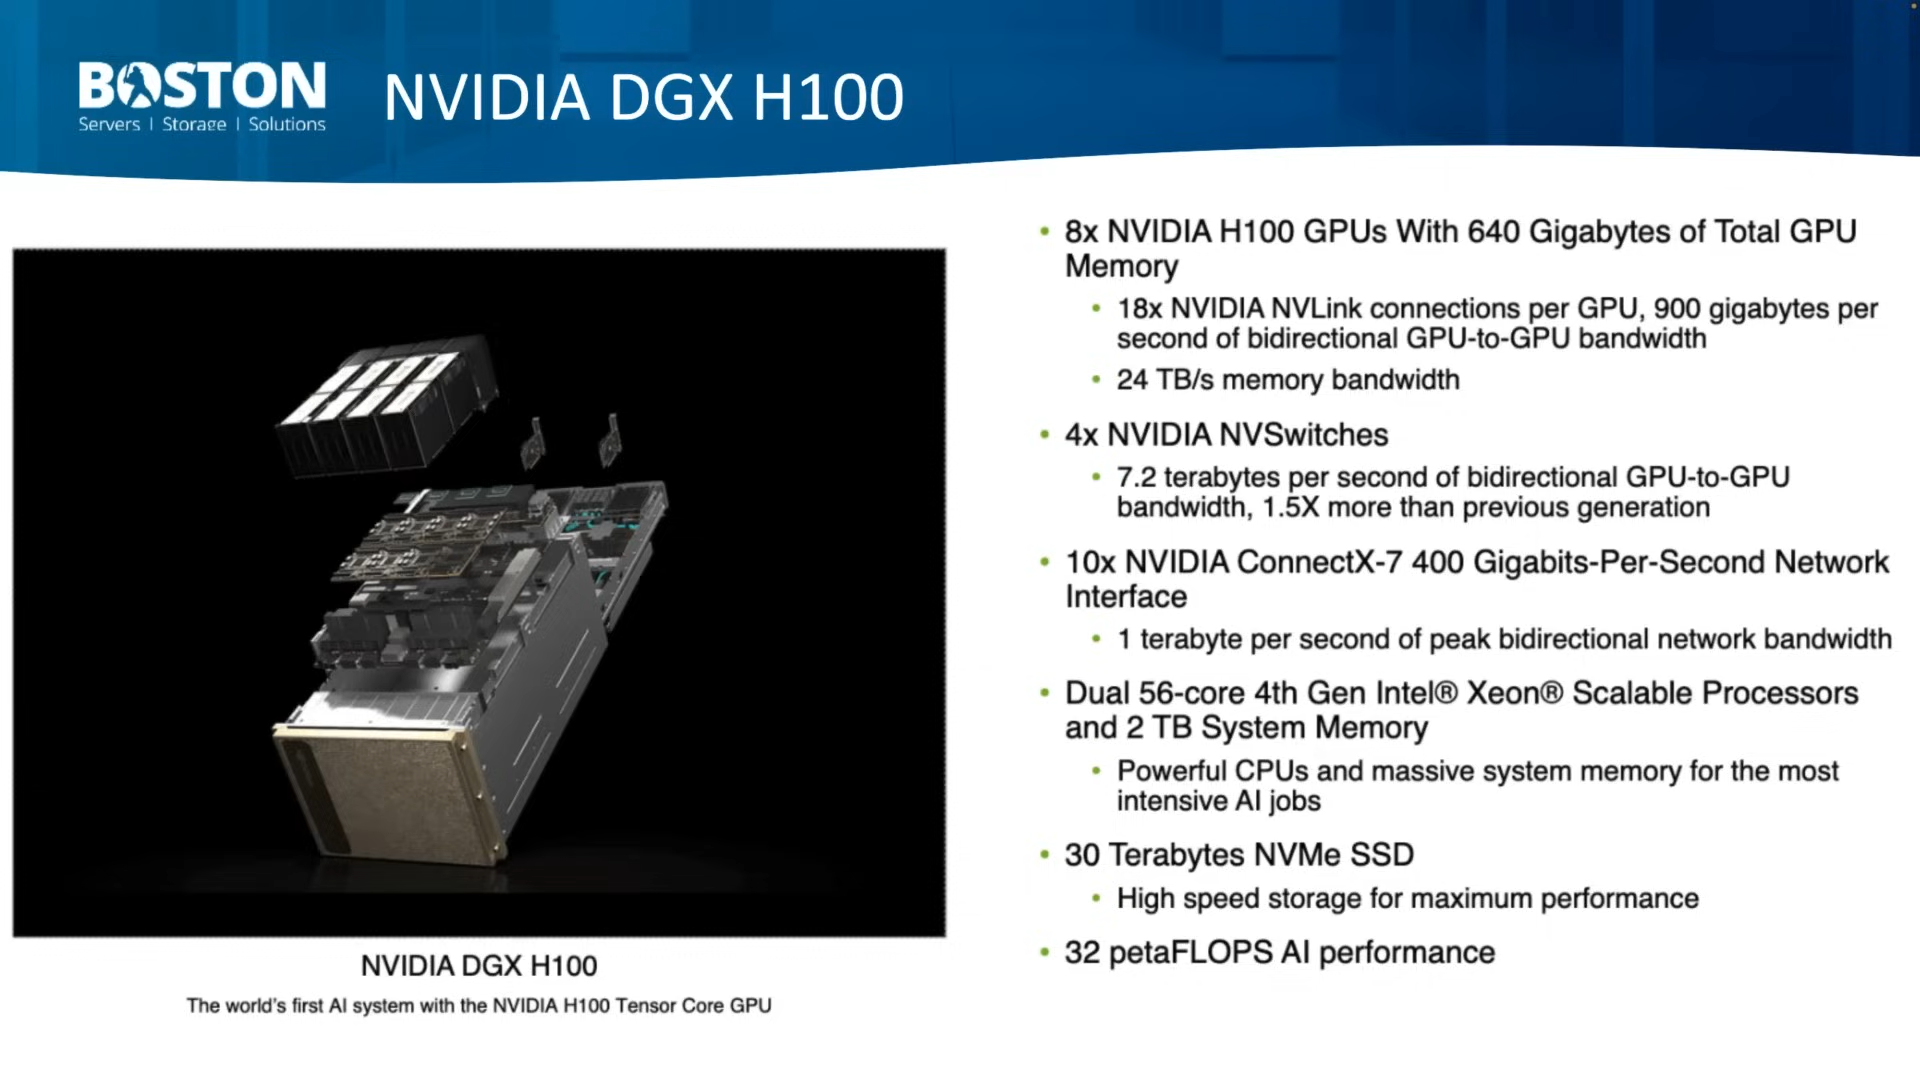 BOSTON
Servers | Storage | Solutions
NVIDIA DGX H100
• 8x NVIDIA H100 GPUs With 640 Gigabytes of Total GPU
Memory
• 18x NVIDIA NVLink connections per GPU, 900 gigabytes per
second of bidirectional GPU-to-GPU bandwidth
• 24 TB/s memory bandwidth
• 4x NVIDIA NVSwitches
• 7.2 terabytes per second of bidirectional GPU-to-GPU
bandwidth, 1.5X more than previous generation
• 10x NVIDIA ConnectX-7 400 Gigabits-Per-Second Network
Interface
• 1 terabyte per second of peak bidirectional network bandwidth
• Dual 56-core 4th Gen Intel® Xeon® Scalable Processors
and 2 TB System Memory
• Powerful CPUs and massive system memory for the most
intensive AI jobs
• 30 Terabytes NVMe SSD
• High speed storage for maximum performance
• 32 petaFLOPS AI performance
NVIDIA DGX H100
The world's first AI system with the NVIDIA H100 Tensor Core GPU